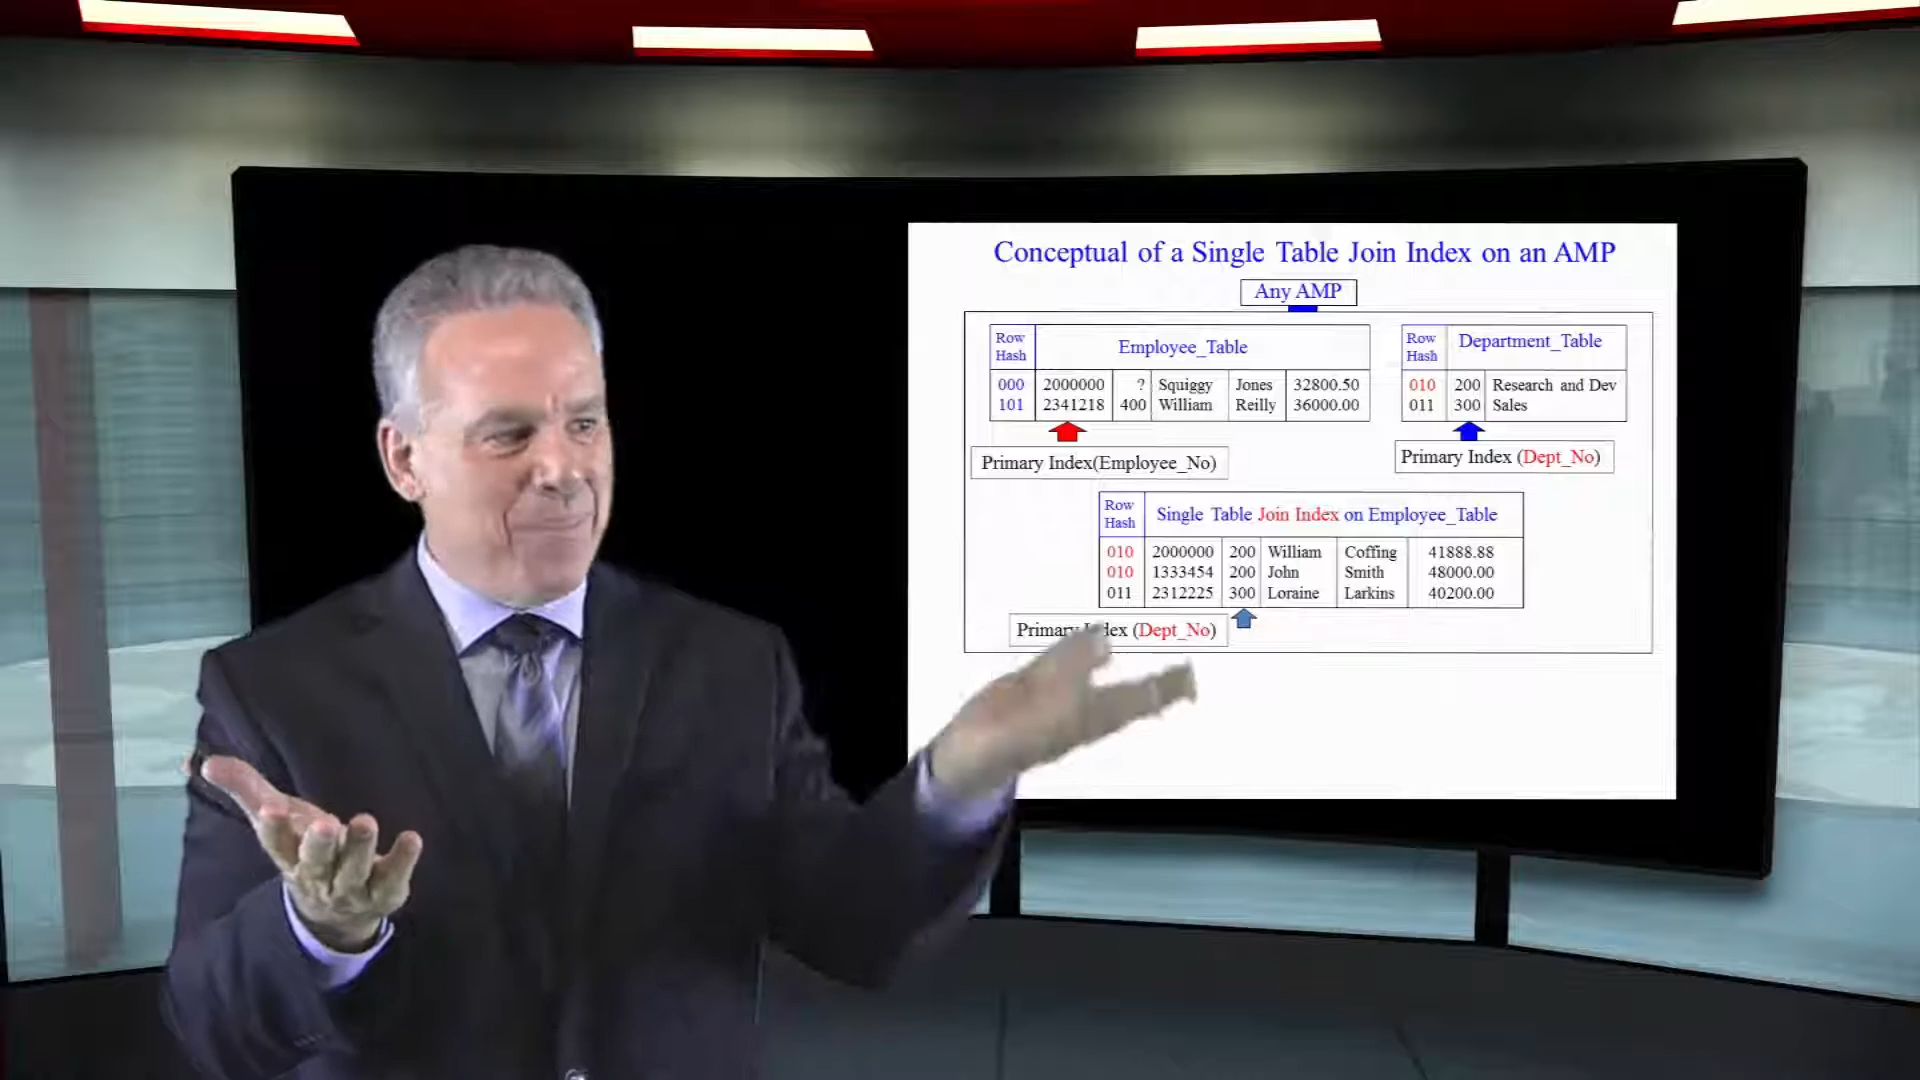 Conceptual of a Single Table Join Index on an AMP
Any AMP
Row Hash Employee_Table
000 2000000 ? Squiggy Jones 32800.50
101 2341218 400 William Reilly 36000.00
Primary Index(Employee_No)
Row Hash Department_Table
010 200 Research and Dev
011 300 Sales
Primary Index (Dept_No)
Row Hash Single Table Join Index on Employee_Table
010 2000000 200 William Coffing 41888.88
010 1333454 200 John Smith 48000.00
011 2312225 300 Loraine Larkins 40200.00
Primary Index (Dept_No)